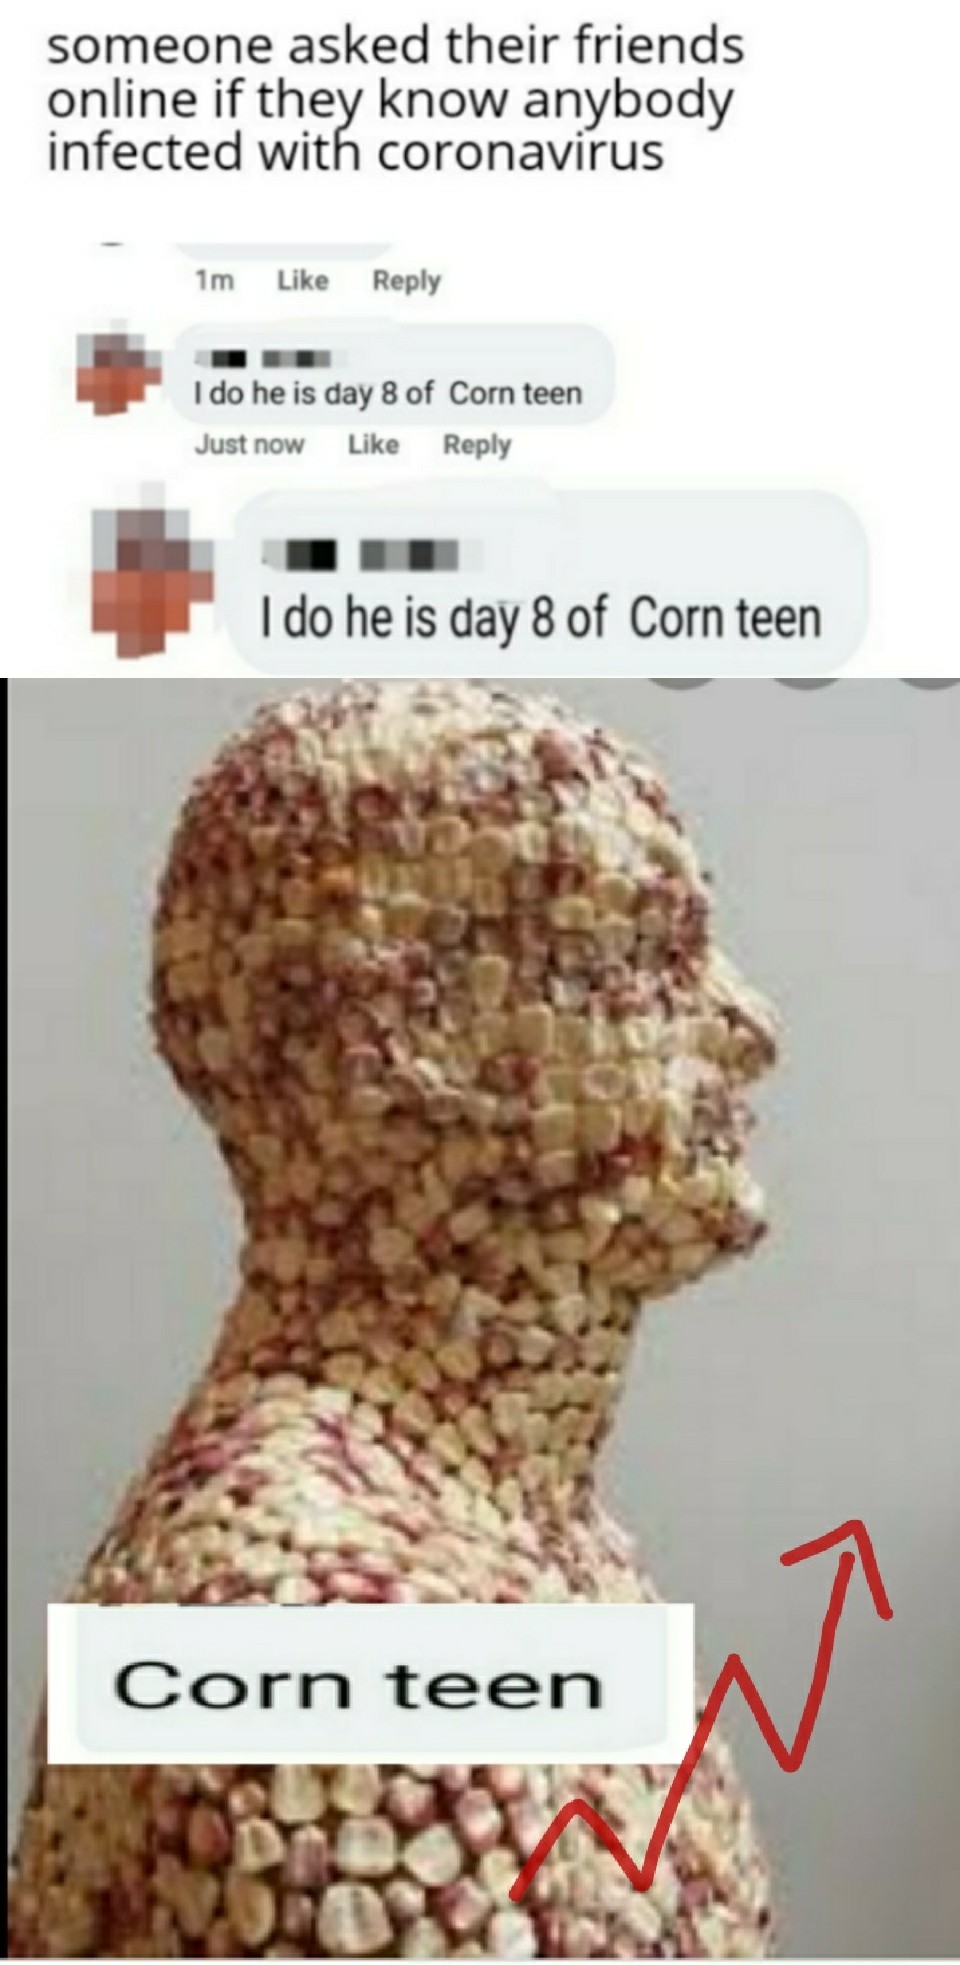 someone asked their friends
online if they know anybody
infected with coronavirus
1m Like Reply
I do he is day 8 of Corn teen
Just now Like Reply
I do he is day 8 of Corn teen
Corn teen